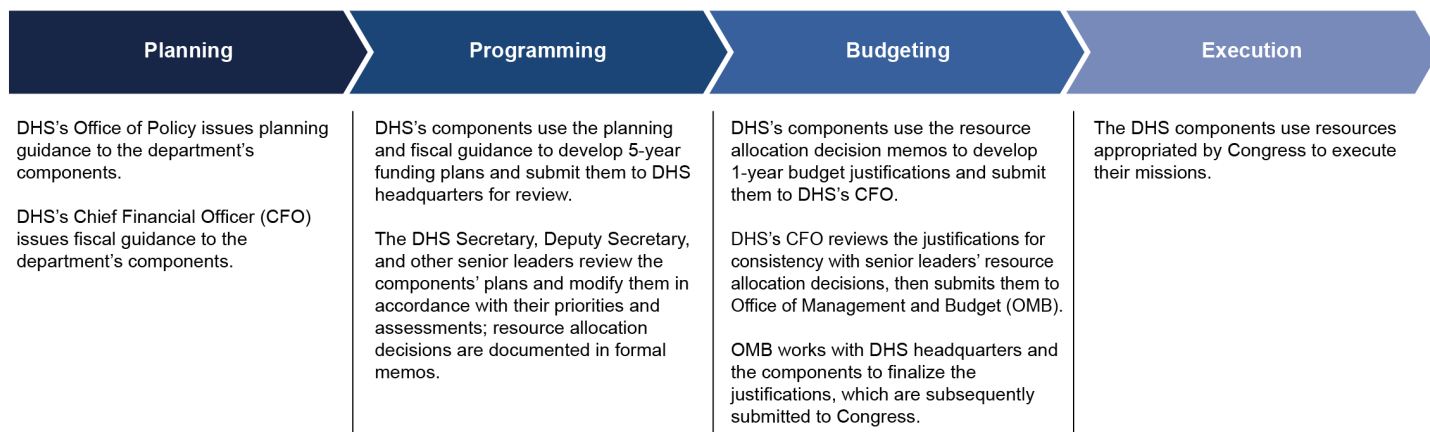 Planning
Programming
Budgeting
Execution
DHS's Office of Policy issues planning
guidance to the department's
components.
DHS's Chief Financial Officer (CFO)
issues fiscal guidance to the
department's components.
DHS's components use the planning
and fiscal guidance to develop 5-year
funding plans and submit them to DHS
headquarters for review.
The DHS Secretary, Deputy Secretary,
and other senior leaders review the
components' plans and modify them in
accordance with their priorities and
assessments; resource allocation
decisions are documented in formal
memos.
DHS's components use the resource
allocation decision memos to develop
1-year budget justifications and submit
them to DHS's CFO.
DHS's CFO reviews the justifications for
consistency with senior leaders' resource
allocation decisions, then submits them to
Office of Management and Budget (OMB).
OMB works with DHS headquarters and
the components to finalize the
justifications, which are subsequently
submitted to Congress.
The DHS components use resources
appropriated by Congress to execute
their missions.